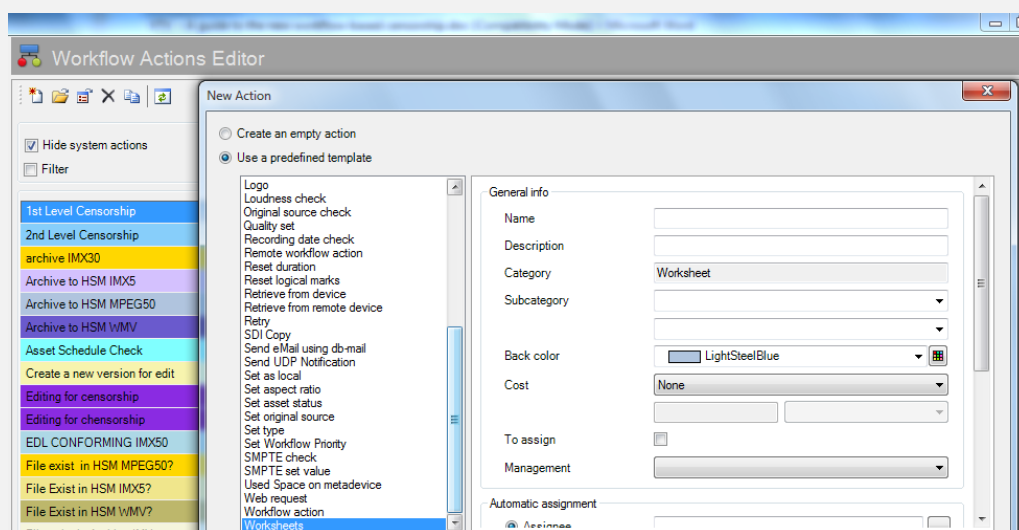 Workflow Actions Editor
New Action
Create an empty action
Use a predefined template
Hide system actions
Filter
1st Level Censorship
2nd Level Censorship
archive IMX30
Archive to HSM IMX5
Archive to HSM MPEG50
Archive to HSM WMV
Asset Schedule Check
Create a new version for edit
Editing for censorship
Editing for chensorship
EDL CONFORMING IMX50
File exist in HSM MPEG50?
File Exist in HSM IMX5?
File Exist in HSM WMV?
Logo
Loudness check
Original source check
Quality set
Recording date check
Remote workflow action
Reset duration
Reset logical marks
Retrieve from device
Retrieve from remote device
Retry
SDI Copy
Send eMail using db-mail
Send UDP Notification
Set as local
Set aspect ratio
Set asset status
Set original source
Set type
Set Workflow Priority
SMPTE check
SMPTE set value
Used Space on metadevice
Web request
Workflow action
Worksheets
General info
Name
Description
Category Worksheet
Subcategory
Back color LightSteelBlue
Cost None
To assign
Management
Automatic assignment
Assignee